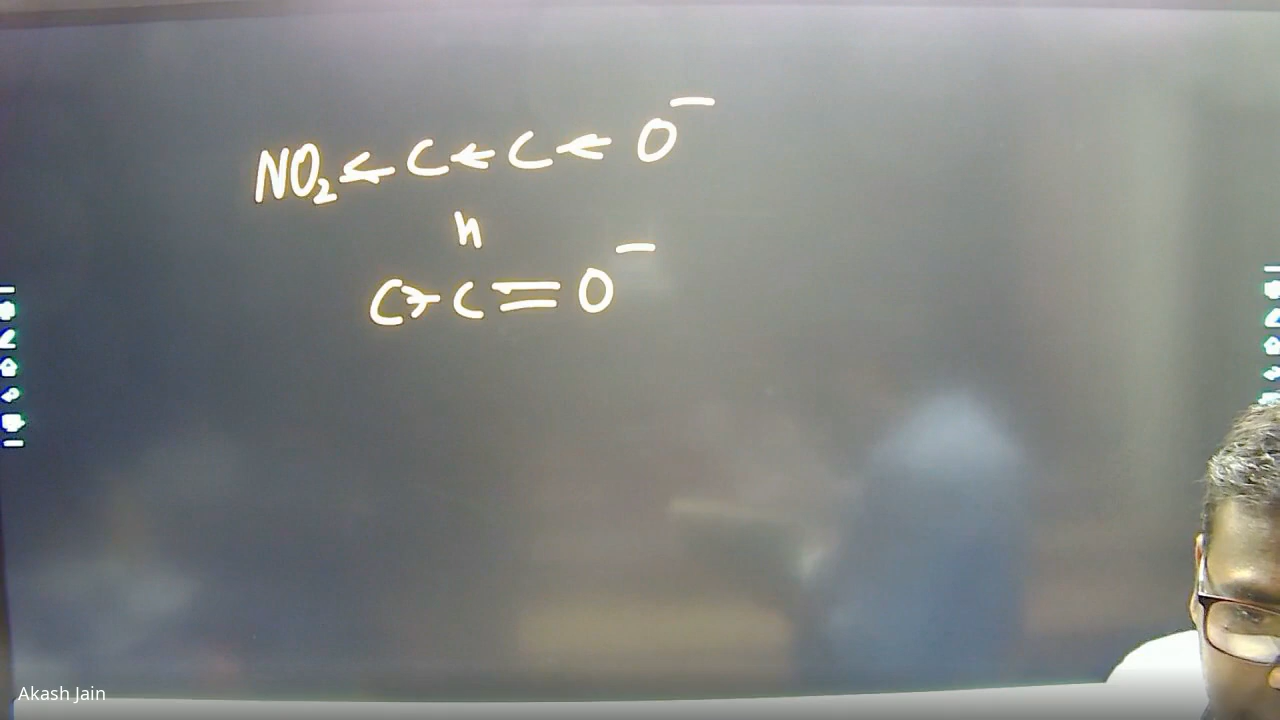 NO₂ ← C ← C ← O⁻
n
C → C = O⁻
Akash Jain